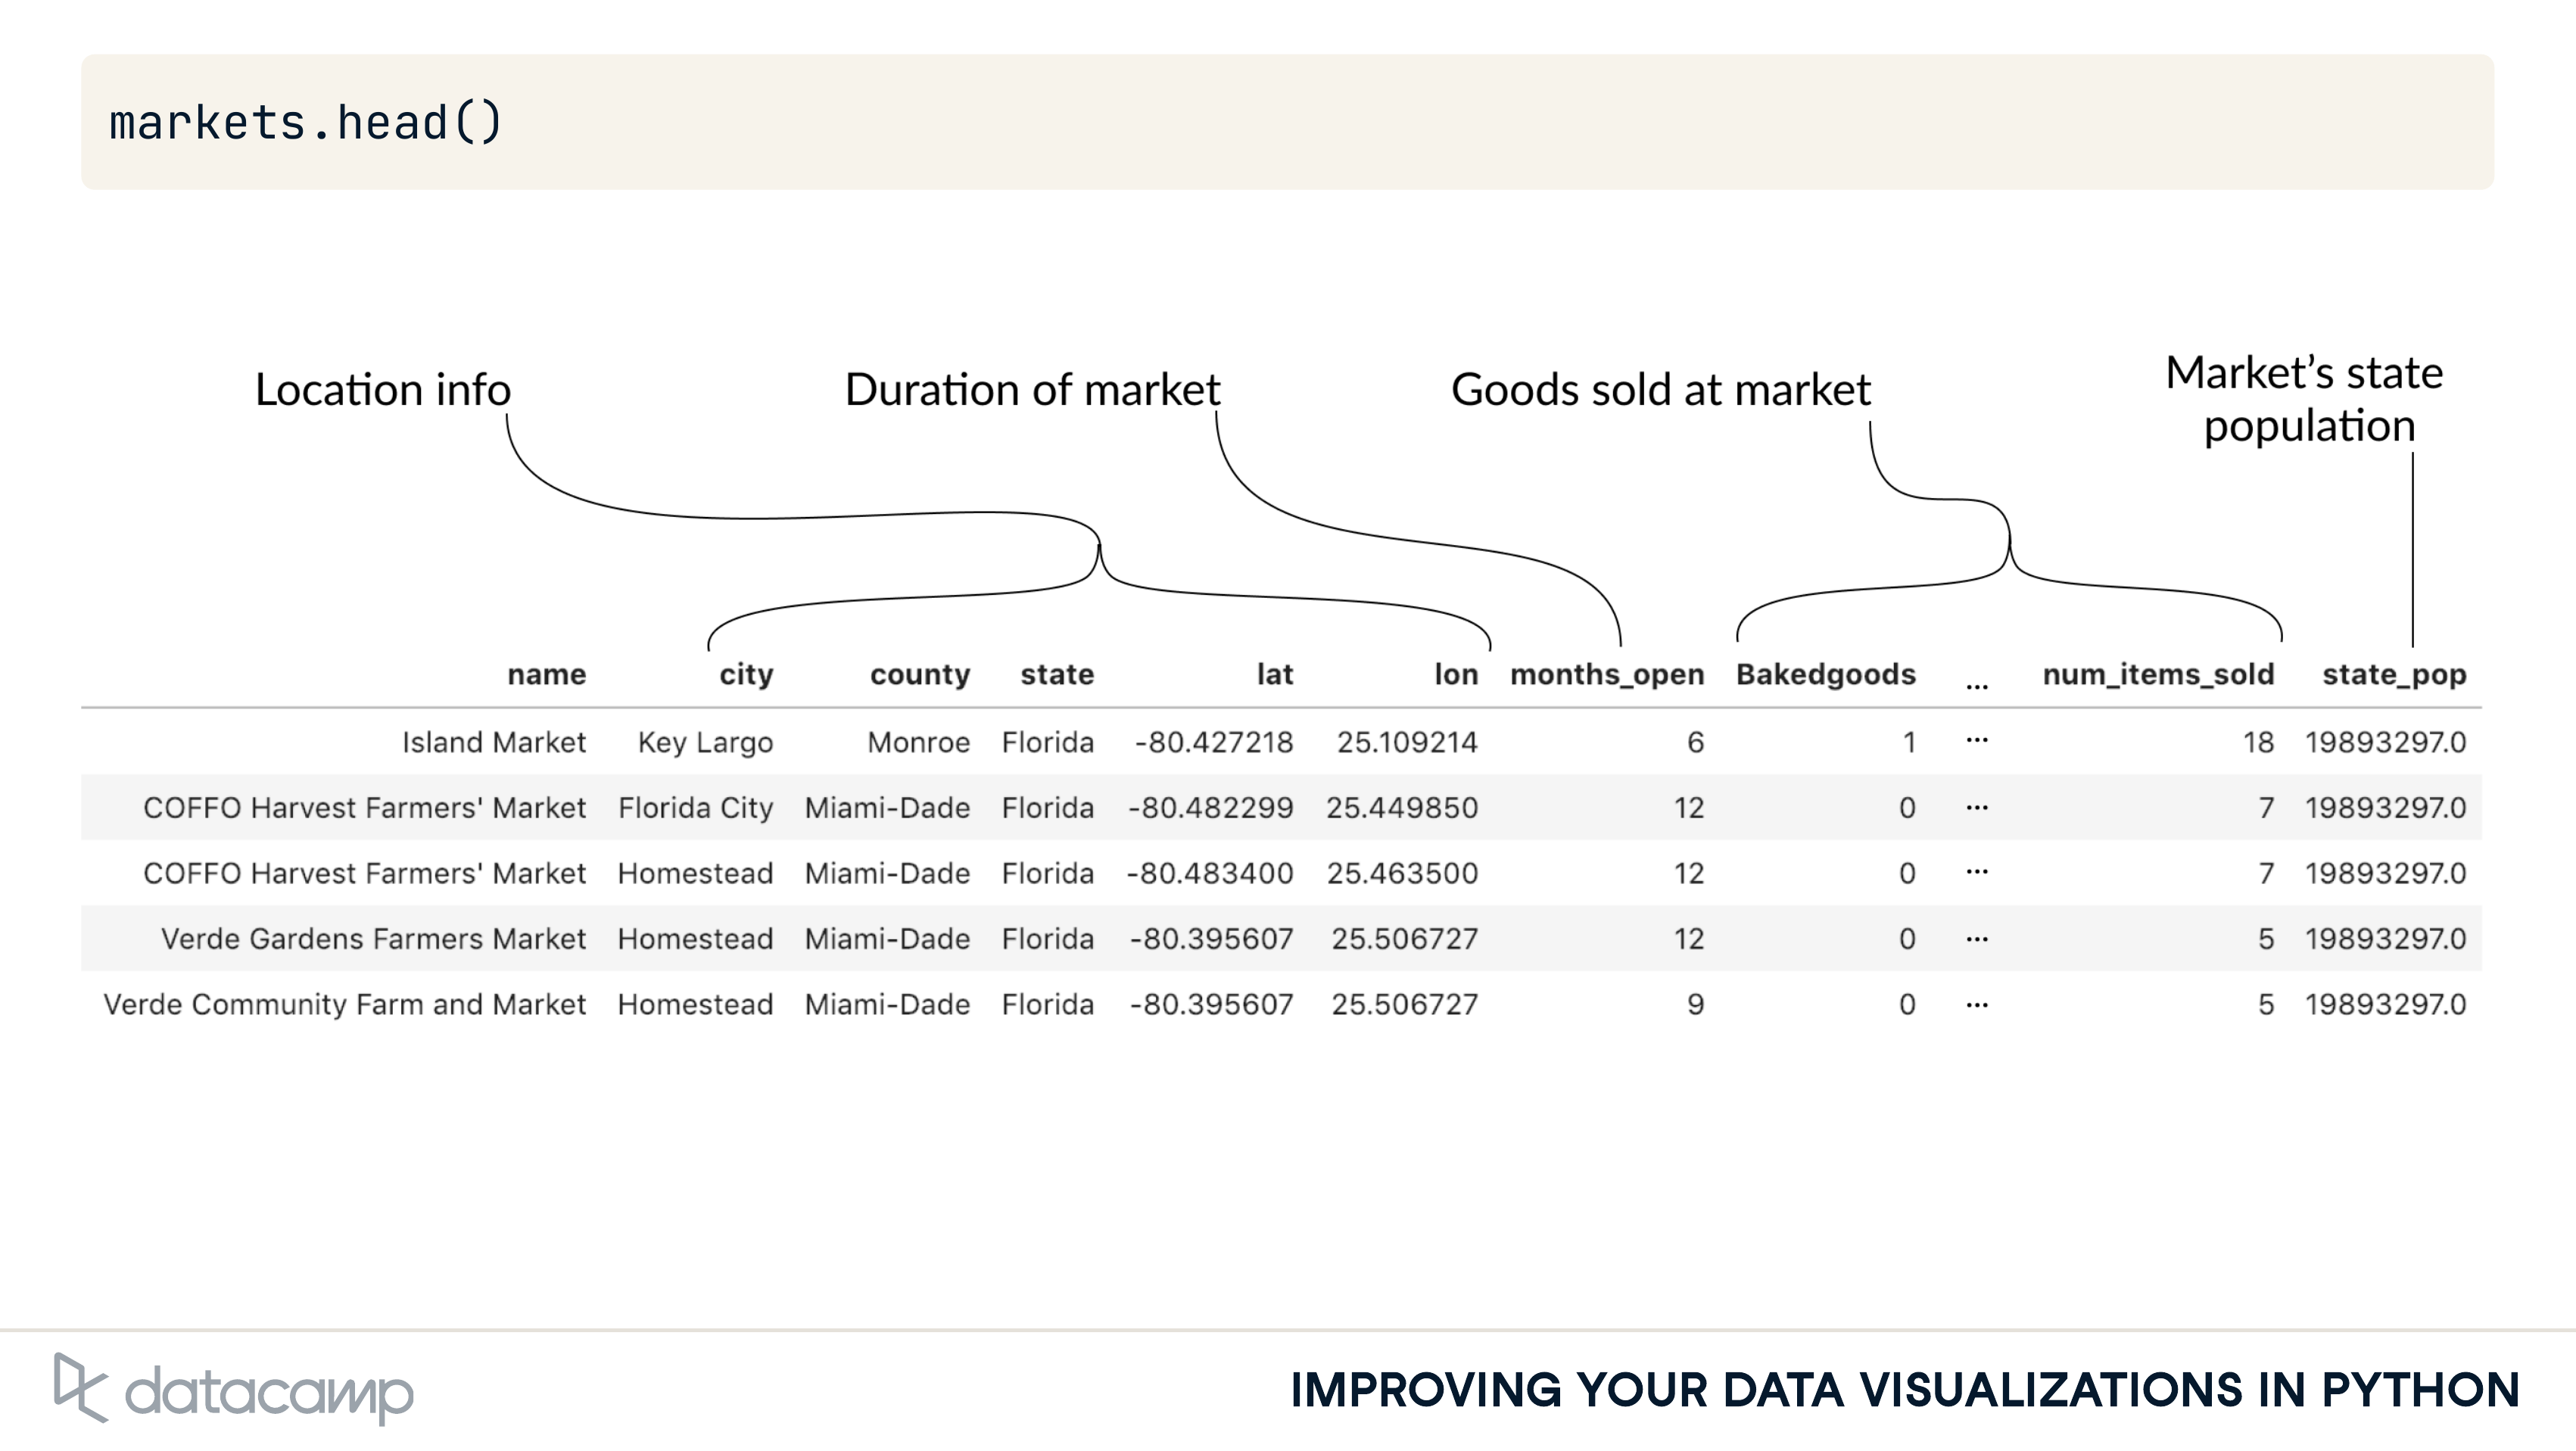 markets.head()
Location info
Duration of market
Goods sold at market
Market’s state
population
name city county state lat lon months_open Bakedgoods ... num_items_sold state_pop
Island Market Key Largo Monroe Florida -80.427218 25.109214 6 1 ... 18 19893297.0
COFFO Harvest Farmers' Market Florida City Miami-Dade Florida -80.482299 25.449850 12 0 ... 7 19893297.0
COFFO Harvest Farmers' Market Homestead Miami-Dade Florida -80.483400 25.463500 12 0 ... 7 19893297.0
Verde Gardens Farmers Market Homestead Miami-Dade Florida -80.395607 25.506727 12 0 ... 5 19893297.0
Verde Community Farm and Market Homestead Miami-Dade Florida -80.395607 25.506727 9 0 ... 5 19893297.0
datacamp
IMPROVING YOUR DATA VISUALIZATIONS IN PYTHON